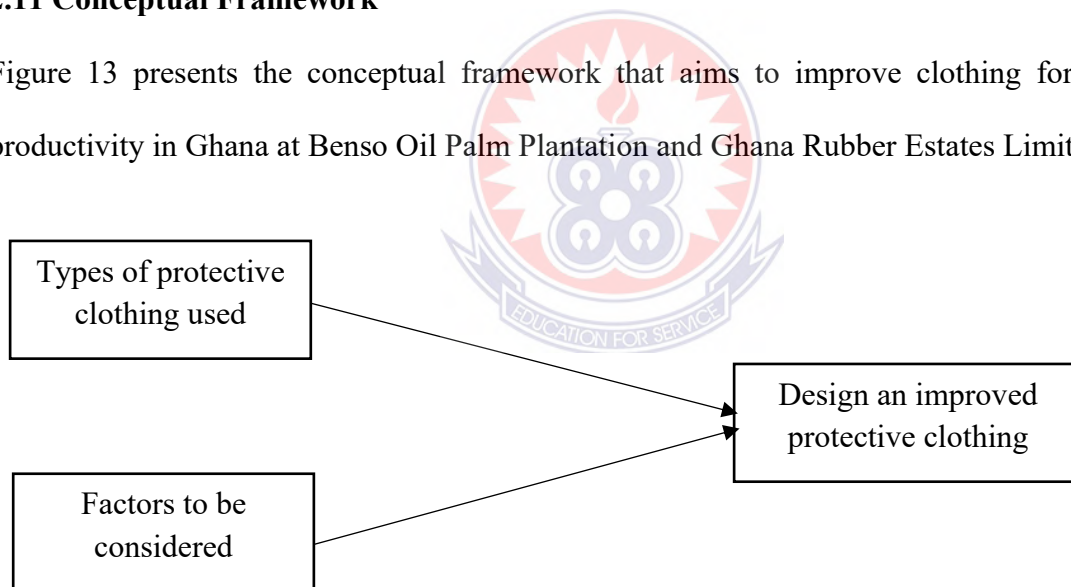 2.11 Conceptual Framework
Figure 13 presents the conceptual framework that aims to improve clothing for
productivity in Ghana at Benso Oil Palm Plantation and Ghana Rubber Estates Limit
EDUCATION FOR SERVICE
Types of protective
clothing used
Design an improved
protective clothing
Factors to be
considered